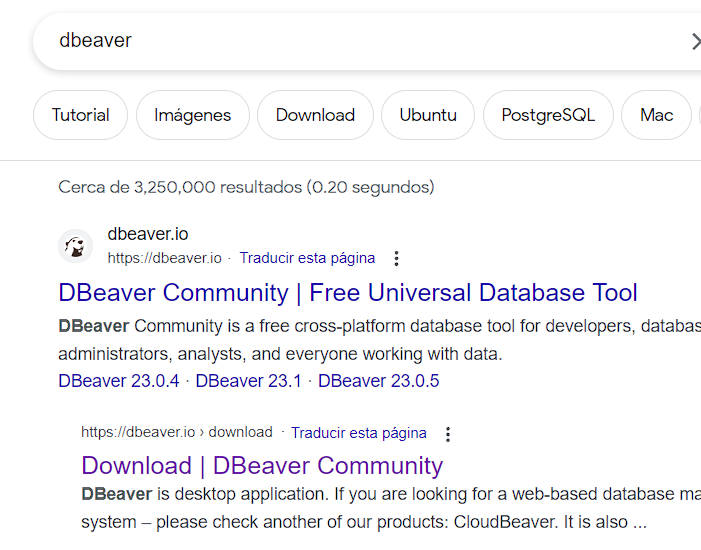 dbeaver
Tutorial Imágenes Download Ubuntu PostgreSQL Mac
Cerca de 3,250,000 resultados (0.20 segundos)
dbeaver.io
https://dbeaver.io · Traducir esta página
DBeaver Community | Free Universal Database Tool
DBeaver Community is a free cross-platform database tool for developers, databas
administrators, analysts, and everyone working with data.
DBeaver 23.0.4 · DBeaver 23.1 · DBeaver 23.0.5
https://dbeaver.io › download · Traducir esta página
Download | DBeaver Community
DBeaver is desktop application. If you are looking for a web-based database ma
system – please check another of our products: CloudBeaver. It is also ...